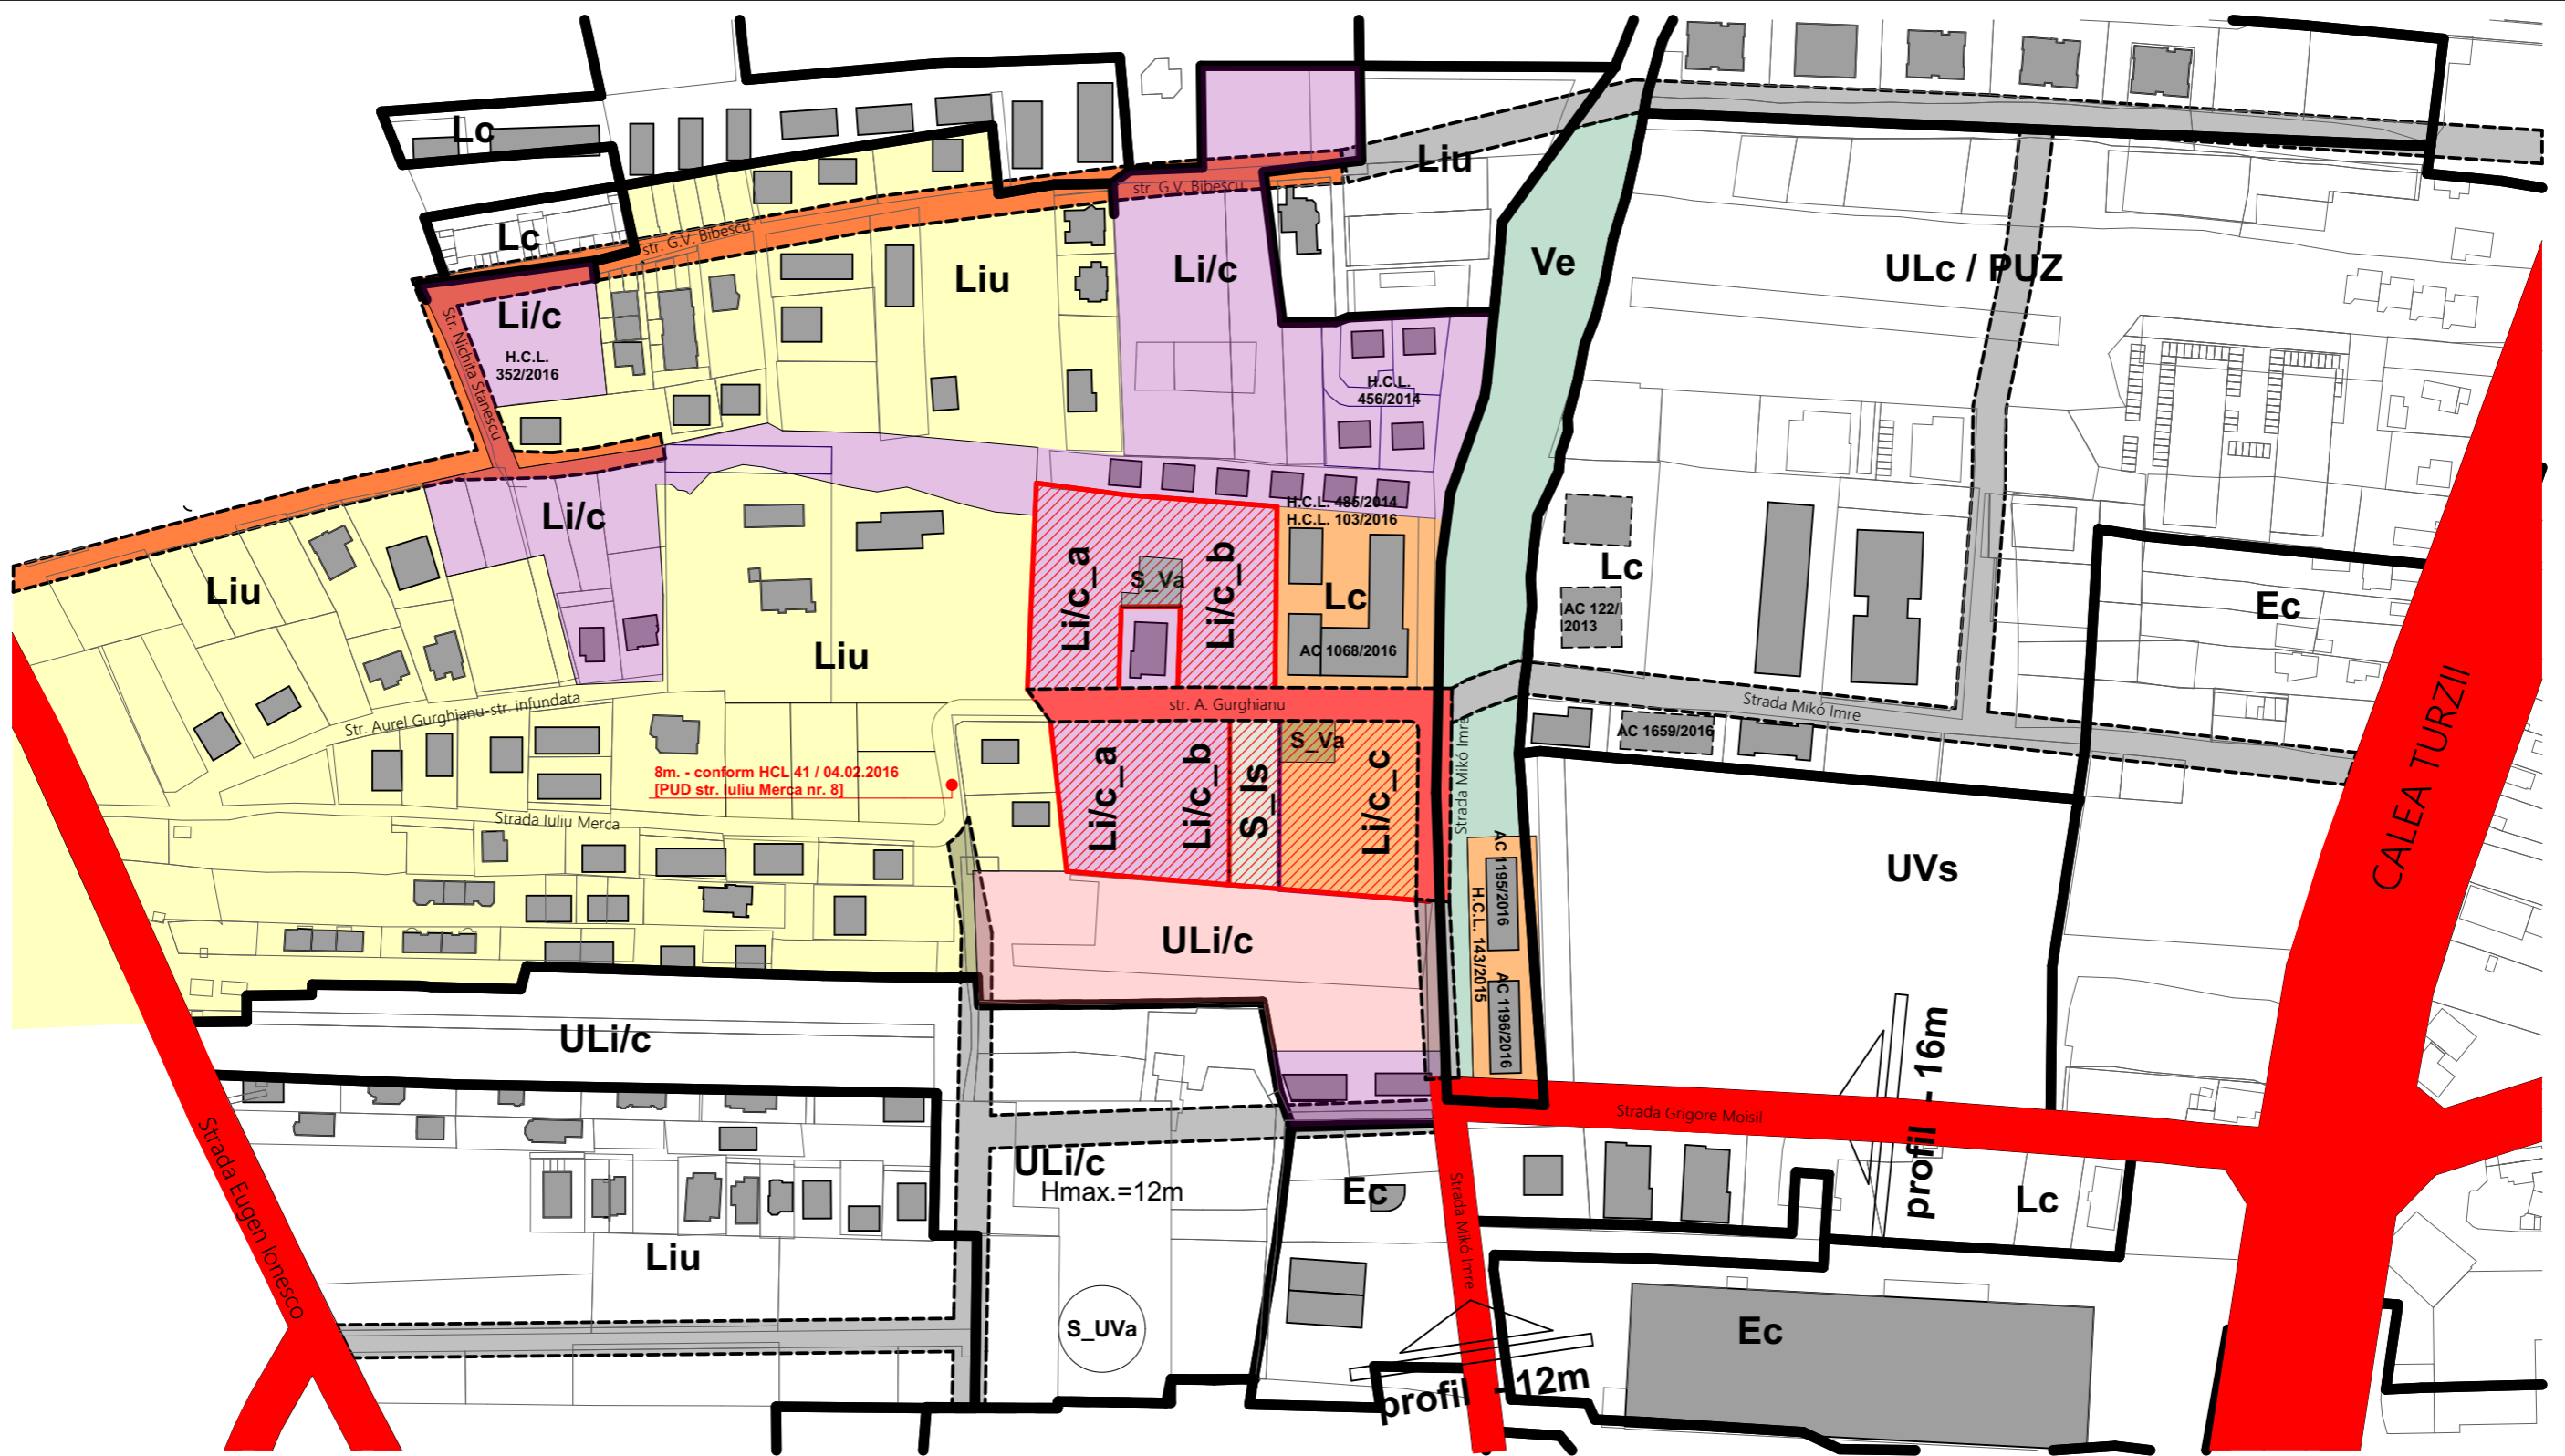 Lc
Liu
str. G.V. Bibescu
Lc
str. G.V. Bibescu
Ve
ULc / PUZ
Liu
Li/c
Li/c
H.C.L.
352/2016
Str. Nichita Stanescu
H.C.L.
456/2014
Li/c
H.C.L. 485/2014
H.C.L. 103/2016
Li/c_a
S_Va
Li/c_b
Lc
AC 1068/2016
Lc
AC 122/
2013
Ec
Liu
Liu
Str. Aurel Gurghianu-str. infundata
str. A. Gurghianu
Strada Mikó Imre
AC 1659/2016
CALEA TURZII
8m. - conform HCL 41 / 04.02.2016
[PUD str. Iuliu Merca nr. 8]
Strada Iuliu Merca
Li/c_a
Li/c_b
S_Is
S_Va
Li/c_c
Strada Mikó Imre
AC 1195/2016
H.C.L. 143/2015
AC 1196/2016
UVs
ULi/c
ULi/c
profil - 16m
Strada Grigore Moisil
Strada Eugen Ionesco
ULi/c
Hmax.=12m
Ec
Strada Mikó Imre
Lc
Liu
S_UVa
Ec
profil - 12m